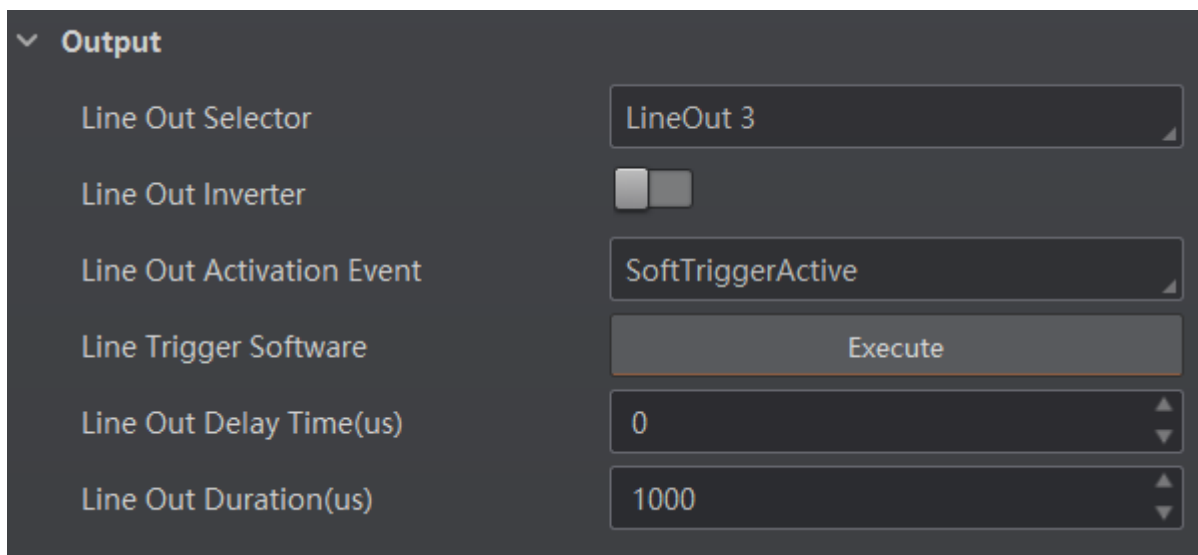 Output
Line Out Selector LineOut 3
Line Out Inverter
Line Out Activation Event SoftTriggerActive
Line Trigger Software Execute
Line Out Delay Time(us) 0
Line Out Duration(us) 1000